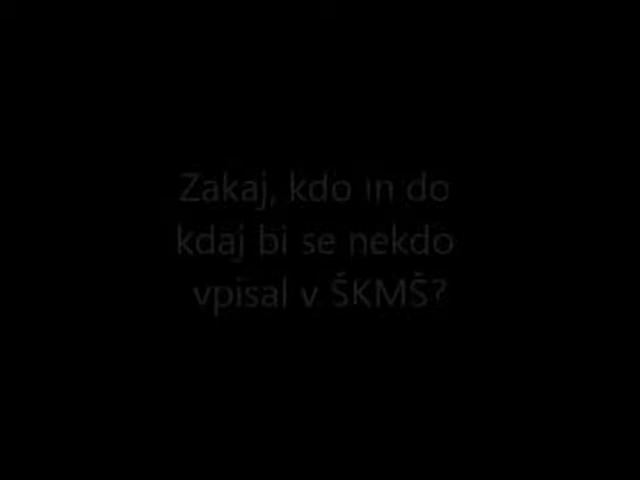 Zakaj, kdo in do
kdaj bi se nekdo
vpisal v ŠKMŠ?